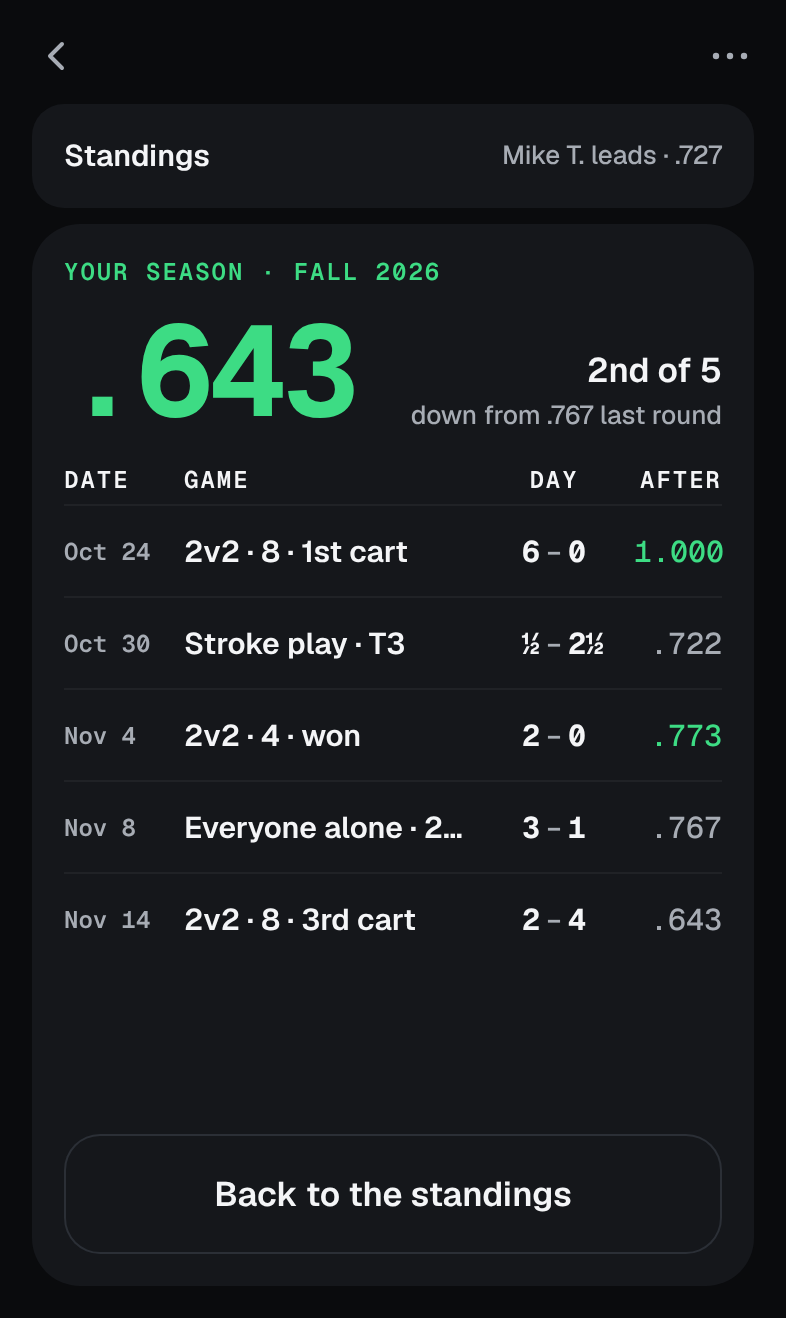 Standings
Mike T. leads · .727
YOUR SEASON · FALL 2026
.643
2nd of 5
down from .767 last round
DATE GAME DAY AFTER
Oct 24 2v2 · 8 · 1st cart 6 – 0 1.000
Oct 30 Stroke play · T3 ½ – 2½ .722
Nov 4 2v2 · 4 · won 2 – 0 .773
Nov 8 Everyone alone · 2… 3 – 1 .767
Nov 14 2v2 · 8 · 3rd cart 2 – 4 .643
Back to the standings